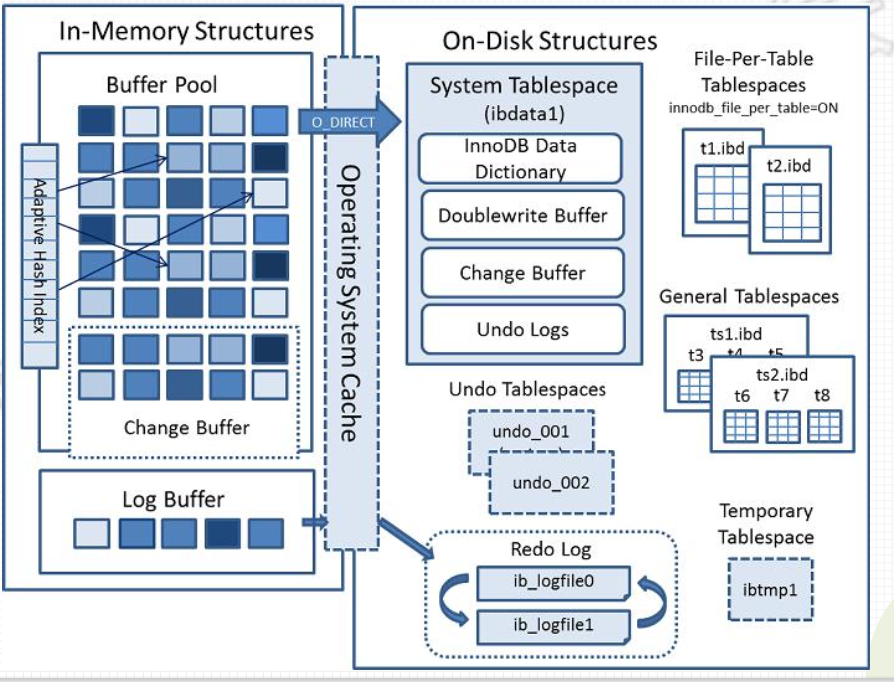 In-Memory Structures
Buffer Pool
Adaptive Hash Index
Change Buffer
Log Buffer
O_DIRECT
Operating System Cache
On-Disk Structures
System Tablespace
(ibdata1)
InnoDB Data
Dictionary
Doublewrite Buffer
Change Buffer
Undo Logs
Undo Tablespaces
undo_001
undo_002
Redo Log
ib_logfile0
ib_logfile1
File-Per-Table
Tablespaces
innodb_file_per_table=ON
t1.ibd
t2.ibd
General Tablespaces
ts1.ibd
t3 t4 t5
ts2.ibd
t6 t7 t8
Temporary
Tablespace
ibtmp1